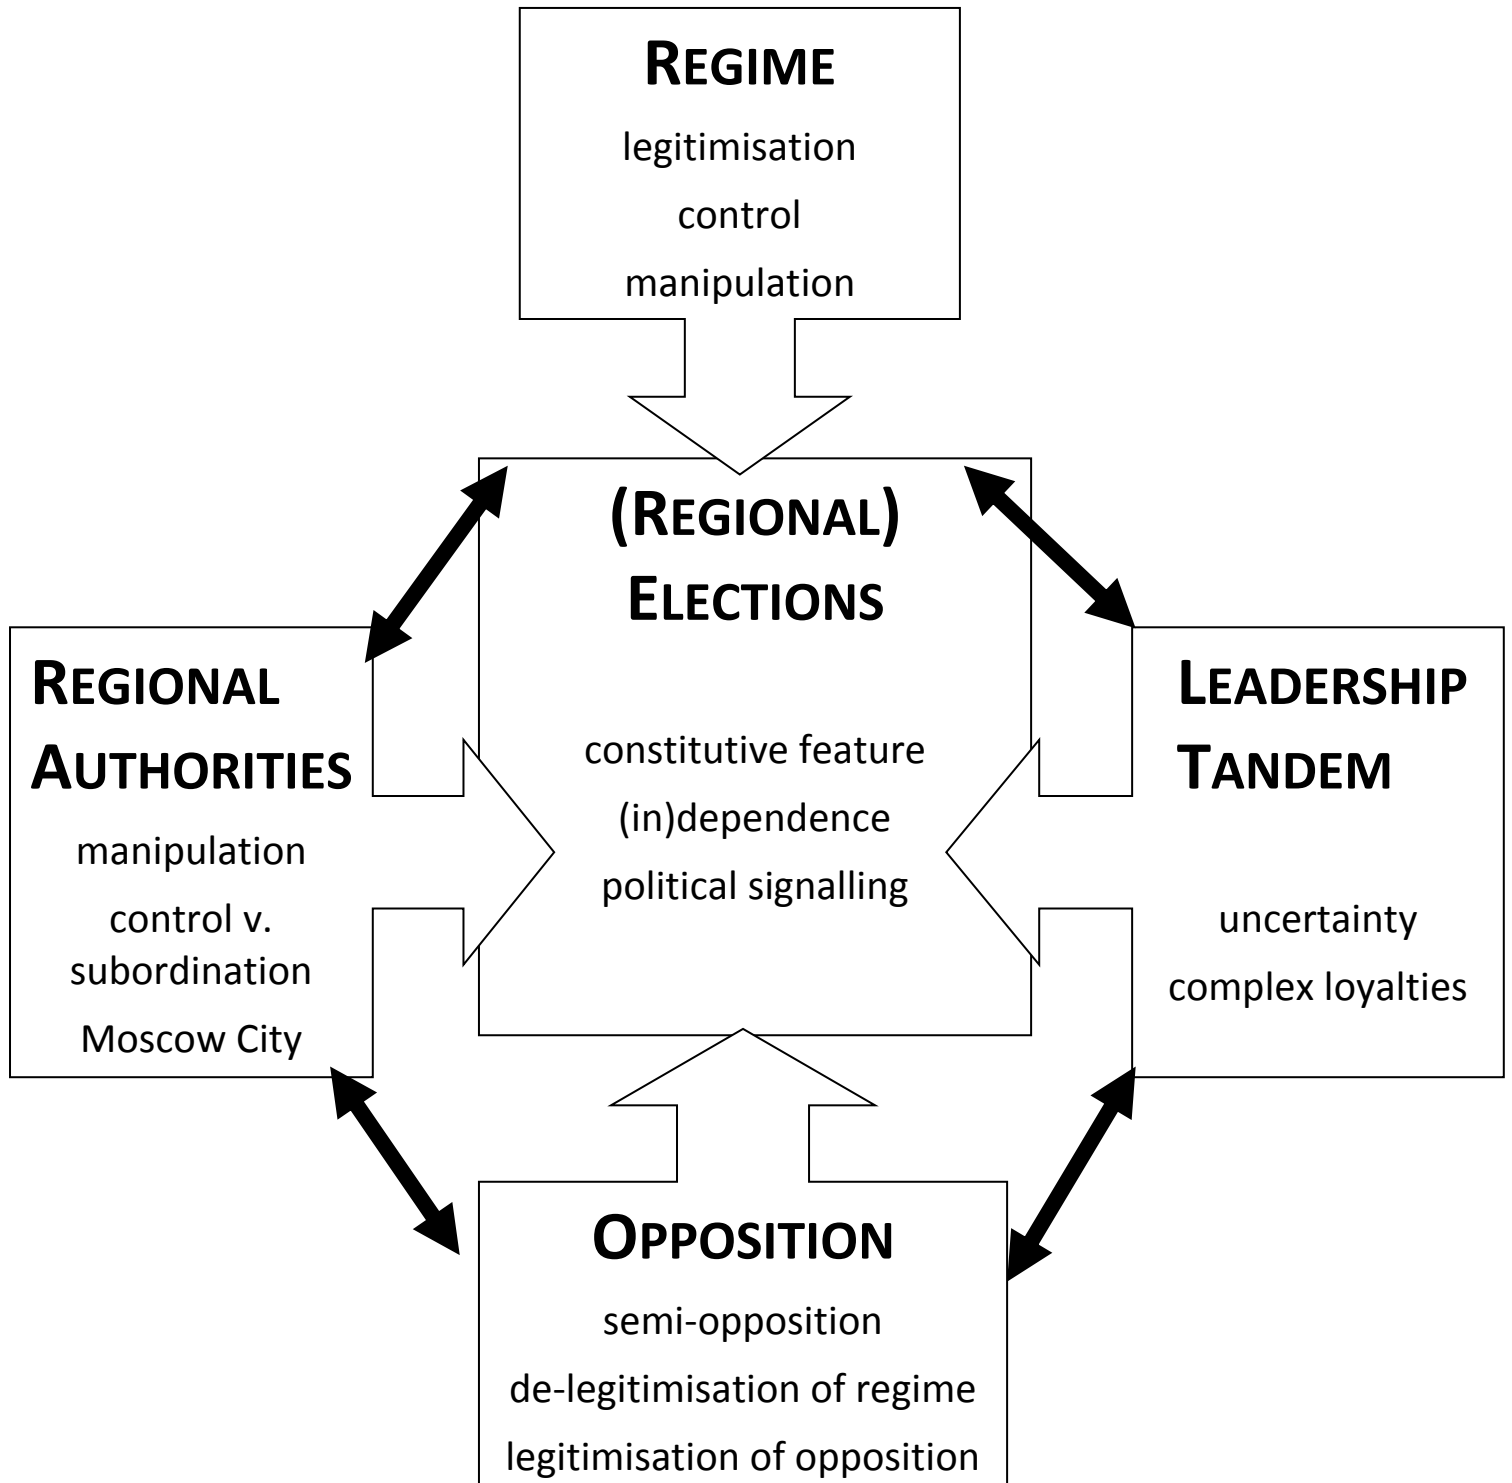 REGIME
legitimisation
control
manipulation
(REGIONAL)
ELECTIONS
constitutive feature
(in)dependence
political signalling
REGIONAL
AUTHORITIES
manipulation
control v.
subordination
Moscow City
LEADERSHIP
TANDEM
uncertainty
complex loyalties
OPPOSITION
semi-opposition
de-legitimisation of regime
legitimisation of opposition